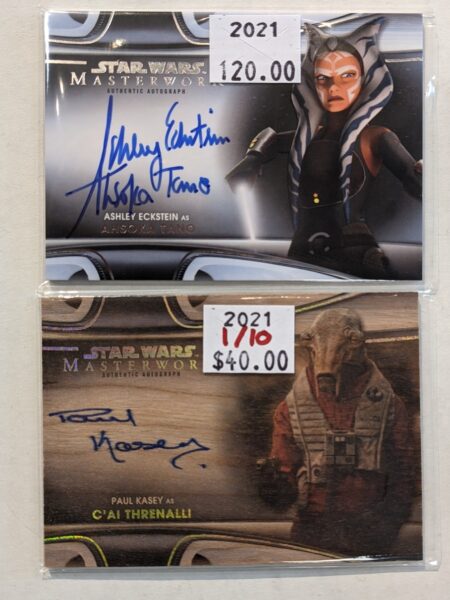 2021
120.00
STAR WARS
MASTERWORK
AUTHENTIC AUTOGRAPH
Ashley Eckstein
Ahsoka Tano
ASHLEY ECKSTEIN AS
AHSOKA TANO
2021
1/10
$40.00
STAR WARS
MASTERWOR
AUTHENTIC AUTOGRAPH
Paul
Kasey
PAUL KASEY AS
C'AI THRENALLI